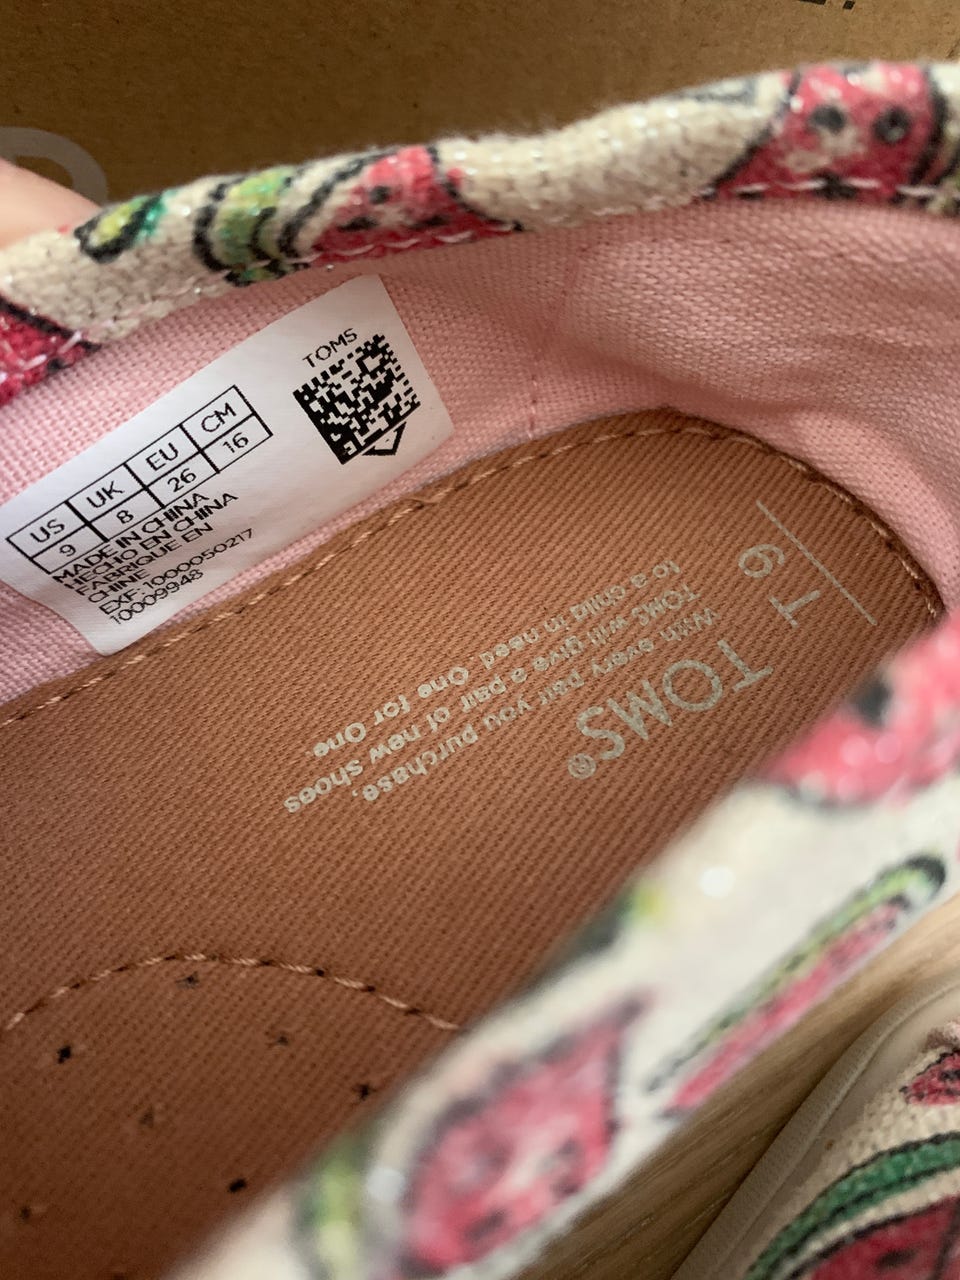 TOMS
US UK EU CM
9 8 26 16
MADE IN CHINA
HECHO EN CHINA
FABRIQUE EN
CHINE
EXF: 1000050217
10009948
T 9
TOMS®
With every pair you purchase,
TOMS will give a pair of new shoes
to a child in need. One for One.